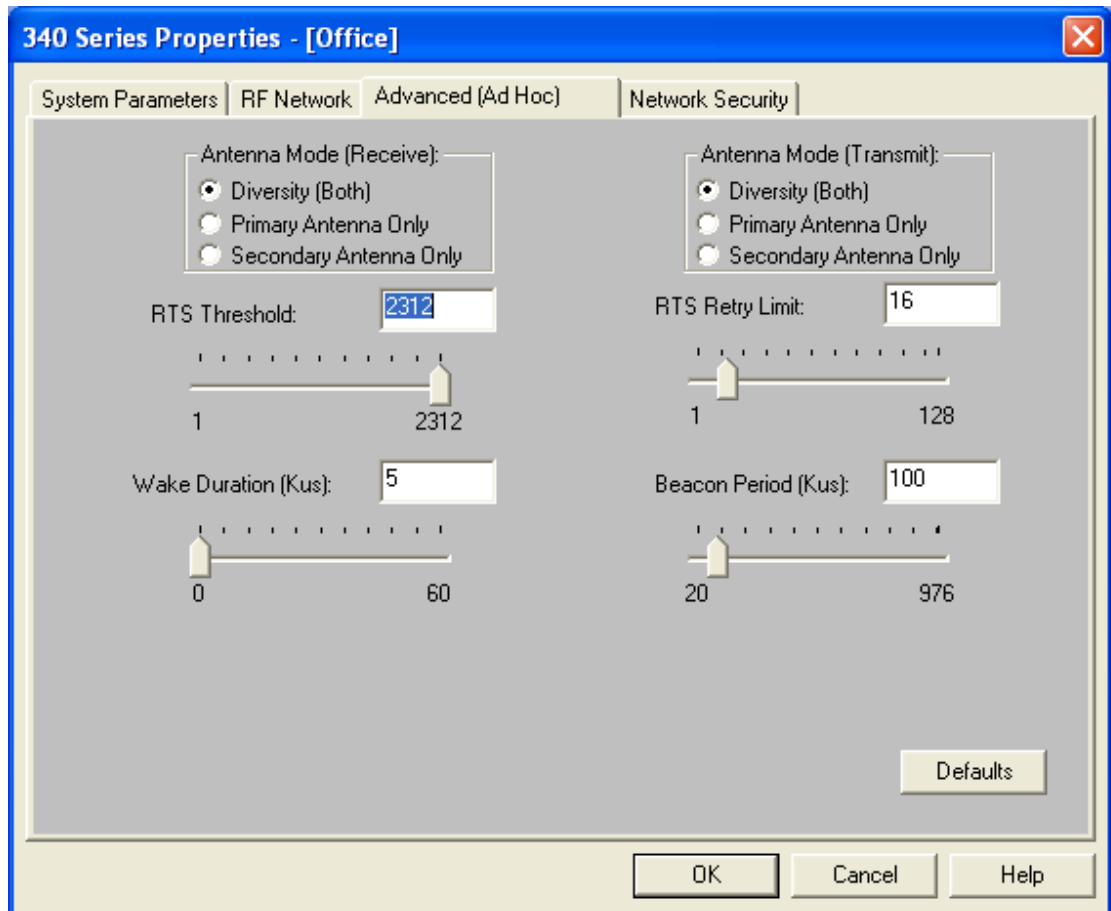 340 Series Properties - [Office]
System Parameters RF Network Advanced (Ad Hoc) Network Security
Antenna Mode (Receive):
Diversity (Both)
Primary Antenna Only
Secondary Antenna Only
Antenna Mode (Transmit):
Diversity (Both)
Primary Antenna Only
Secondary Antenna Only
RTS Threshold: 2312
1 2312
RTS Retry Limit: 16
1 128
Wake Duration (Kus): 5
0 60
Beacon Period (Kus): 100
20 976
Defaults
OK Cancel Help